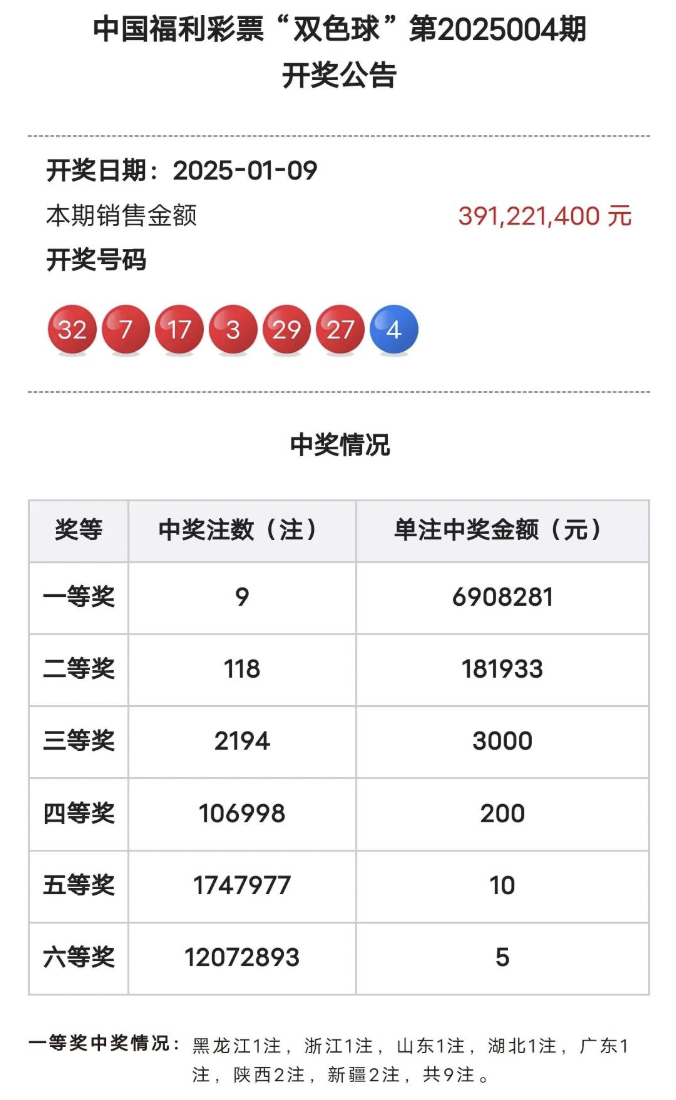 中国福利彩票“双色球”第2025004期
开奖公告
开奖日期：2025-01-09
本期销售金额 391,221,400 元
开奖号码
32 7 17 3 29 27 4
中奖情况
奖等 中奖注数（注） 单注中奖金额（元）
一等奖 9 6908281
二等奖 118 181933
三等奖 2194 3000
四等奖 106998 200
五等奖 1747977 10
六等奖 12072893 5
一等奖中奖情况：黑龙江1注，浙江1注，山东1注，湖北1注，广东1
注，陕西2注，新疆2注，共9注。